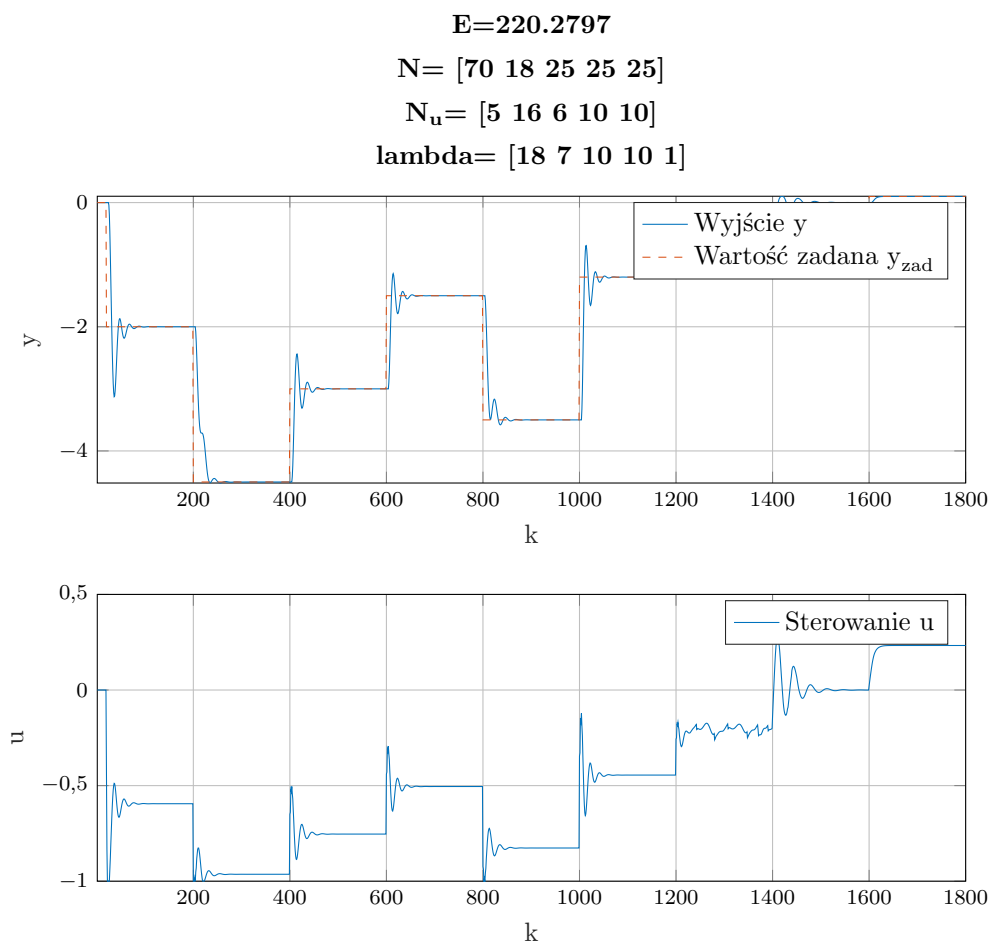 E=220.2797
N= [70 18 25 25 25]
Nu= [5 16 6 10 10]
lambda= [18 7 10 10 1]
0
−2
−4
y
200 400 600 800 1000 1200 1400 1600 1800
k
Wyjście y
Wartość zadana yzad
0,5
0
−0,5
−1
u
200 400 600 800 1000 1200 1400 1600 1800
k
Sterowanie u